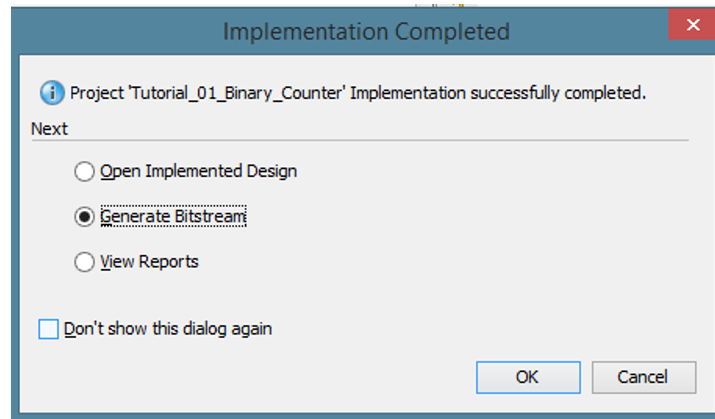 Implementation Completed
Project 'Tutorial_01_Binary_Counter' Implementation successfully completed.
Next
Open Implemented Design
Generate Bitstream
View Reports
Don't show this dialog again
OK Cancel